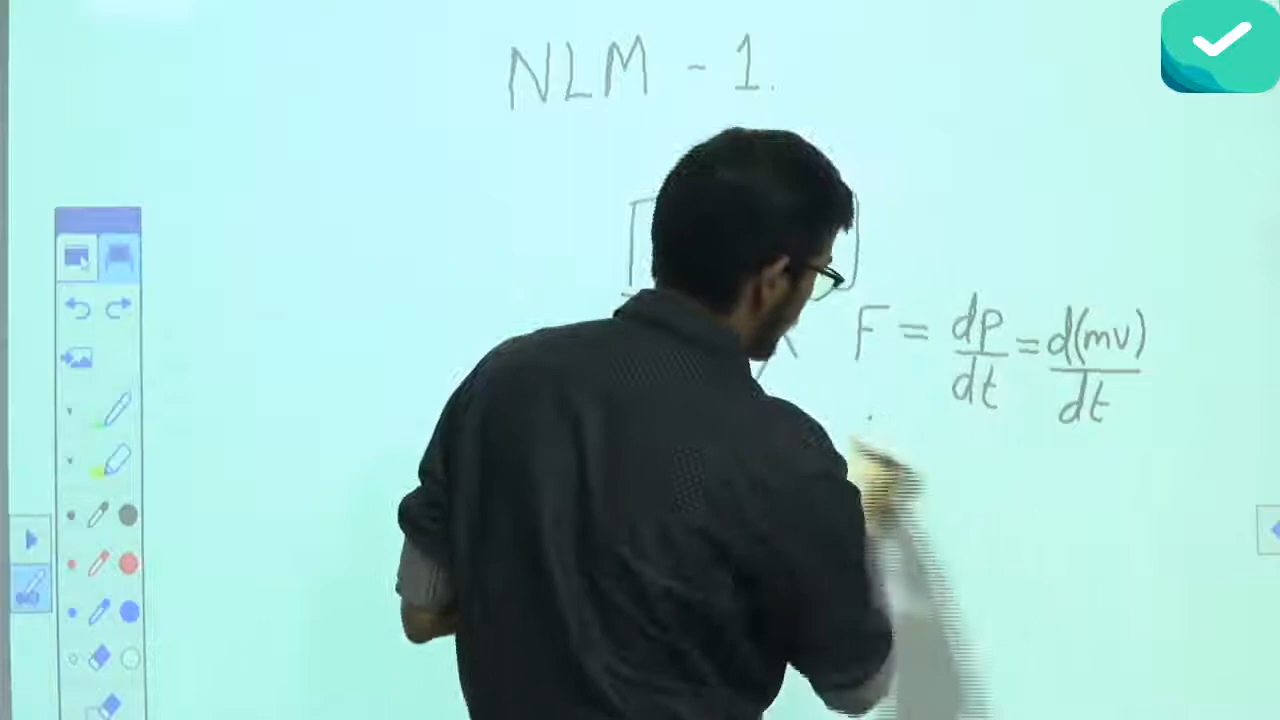 NLM - 1.
F = dp/dt = d(mv)/dt